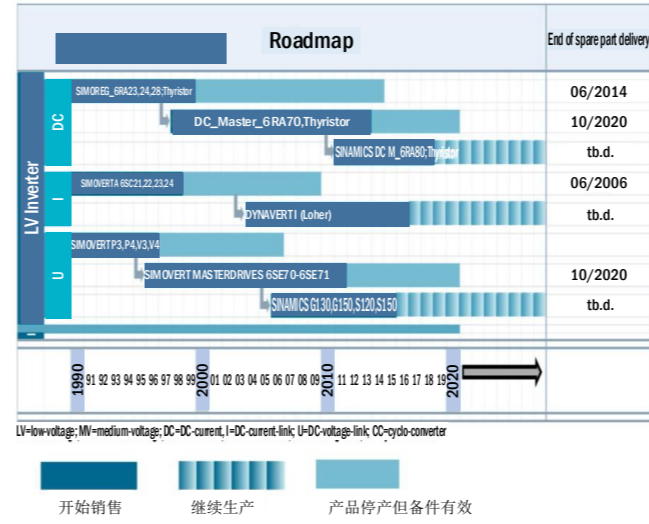 Roadmap
End of spare part delivery
LV Inverter
DC
SIMOREG_6RA23,24,28;Thyristor
06/2014
DC_Master_6RA70,Thyristor
10/2020
SINAMICS DC M_6RA80;Thyristor
tb.d.
I
SIMOVERTA 6SC21,22,23,24
06/2006
DYNAVERT I (Loher)
tb.d.
U
SIMOVERTP3, P4,V3,V4
SIMOVERT MASTERDRIVES 6SE70-6SE71
10/2020
SINAMICS G130,G150,S120,S150
tb.d.
1990 91 92 93 94 95 96 97 98 99 2000 01 02 03 04 05 06 07 08 09 2010 11 12 13 14 15 16 17 18 19 2020
LV=low-voltage; MV=medium-voltage; DC=DC-current, I=DC-current-link; U=DC-voltage-link; CC=cyclo-converter
开始销售
继续生产
产品停产但备件有效